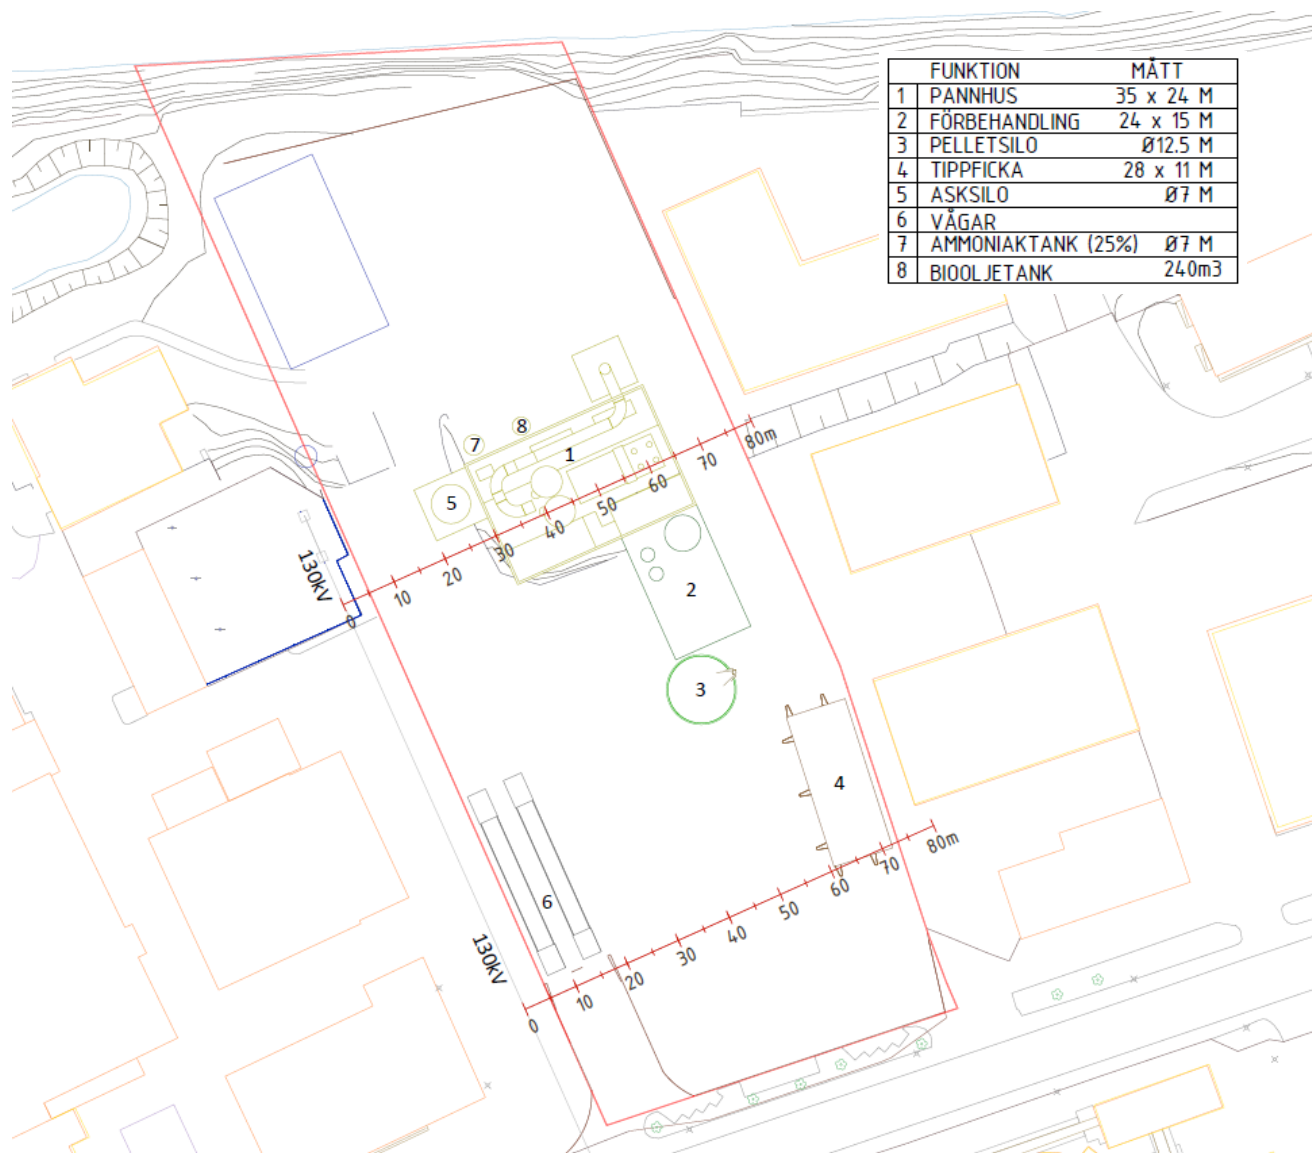 FUNKTION MÅTT
1 PANNHUS 35 x 24 M
2 FÖRBEHANDLING 24 x 15 M
3 PELLETSILO Ø12.5 M
4 TIPPFICKA 28 x 11 M
5 ASKSILO Ø7 M
6 VÅGAR
7 AMMONIAKTANK (25%) Ø7 M
8 BIOOLJETANK 240m3
8
7
1
5
80m
70
60
50
40
30
20
10
0
130kV
2
3
4
6
80m
70
60
50
40
30
20
10
0
130kV